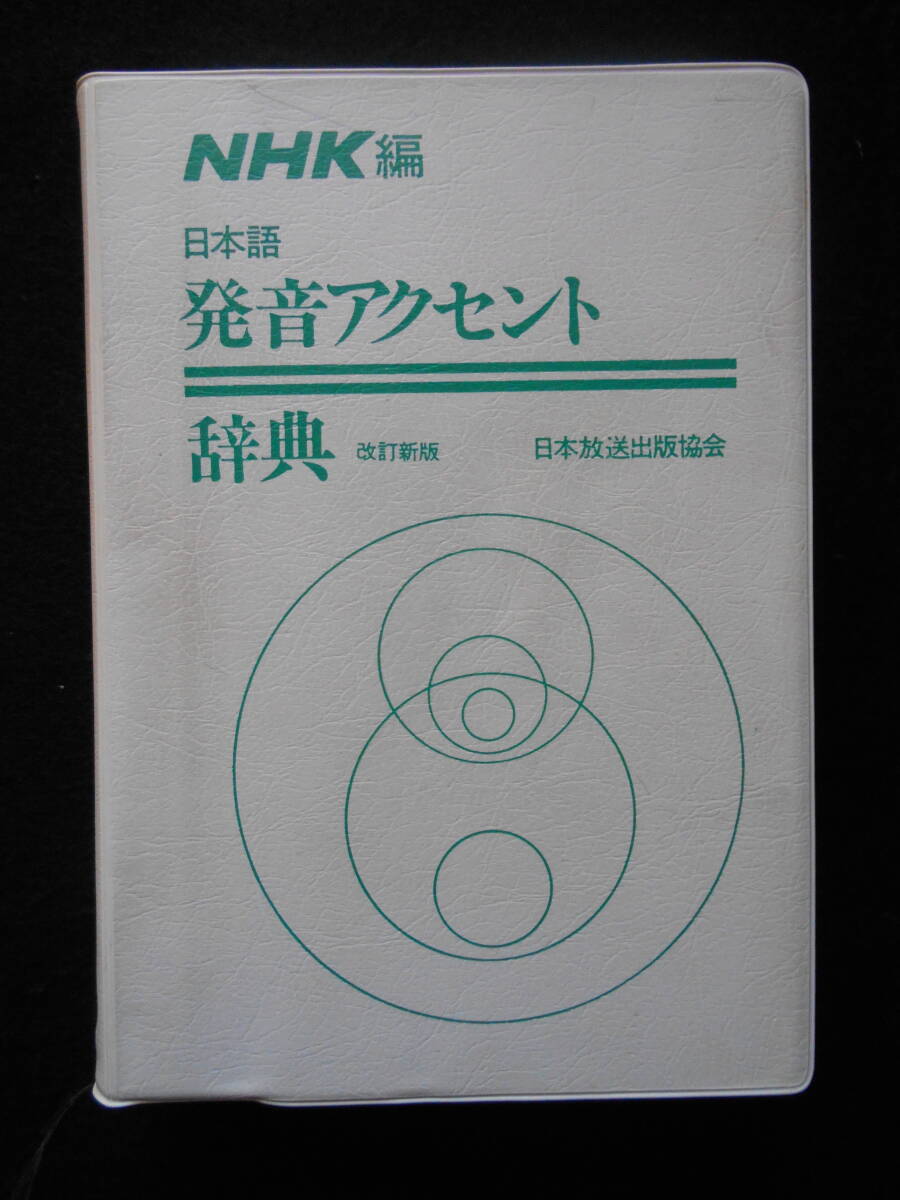 NHK編
日本語
発音アクセント
辞典 改訂新版 日本放送出版協会